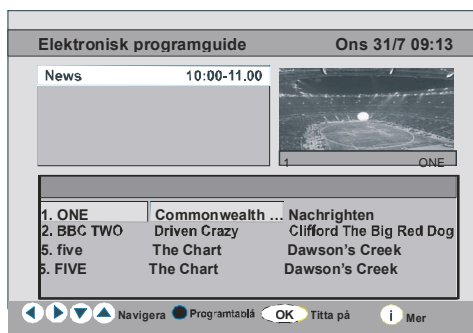 Elektronisk programguide Ons 31/7 09:13
News 10:00-11.00
1 ONE
1. ONE Commonwealth ... Nachrichten
2. BBC TWO Driven Crazy Clifford The Big Red Dog
5. five The Chart Dawson's Creek
5. FIVE The Chart Dawson's Creek
Navigera Programtablå OK Titta på i Mer